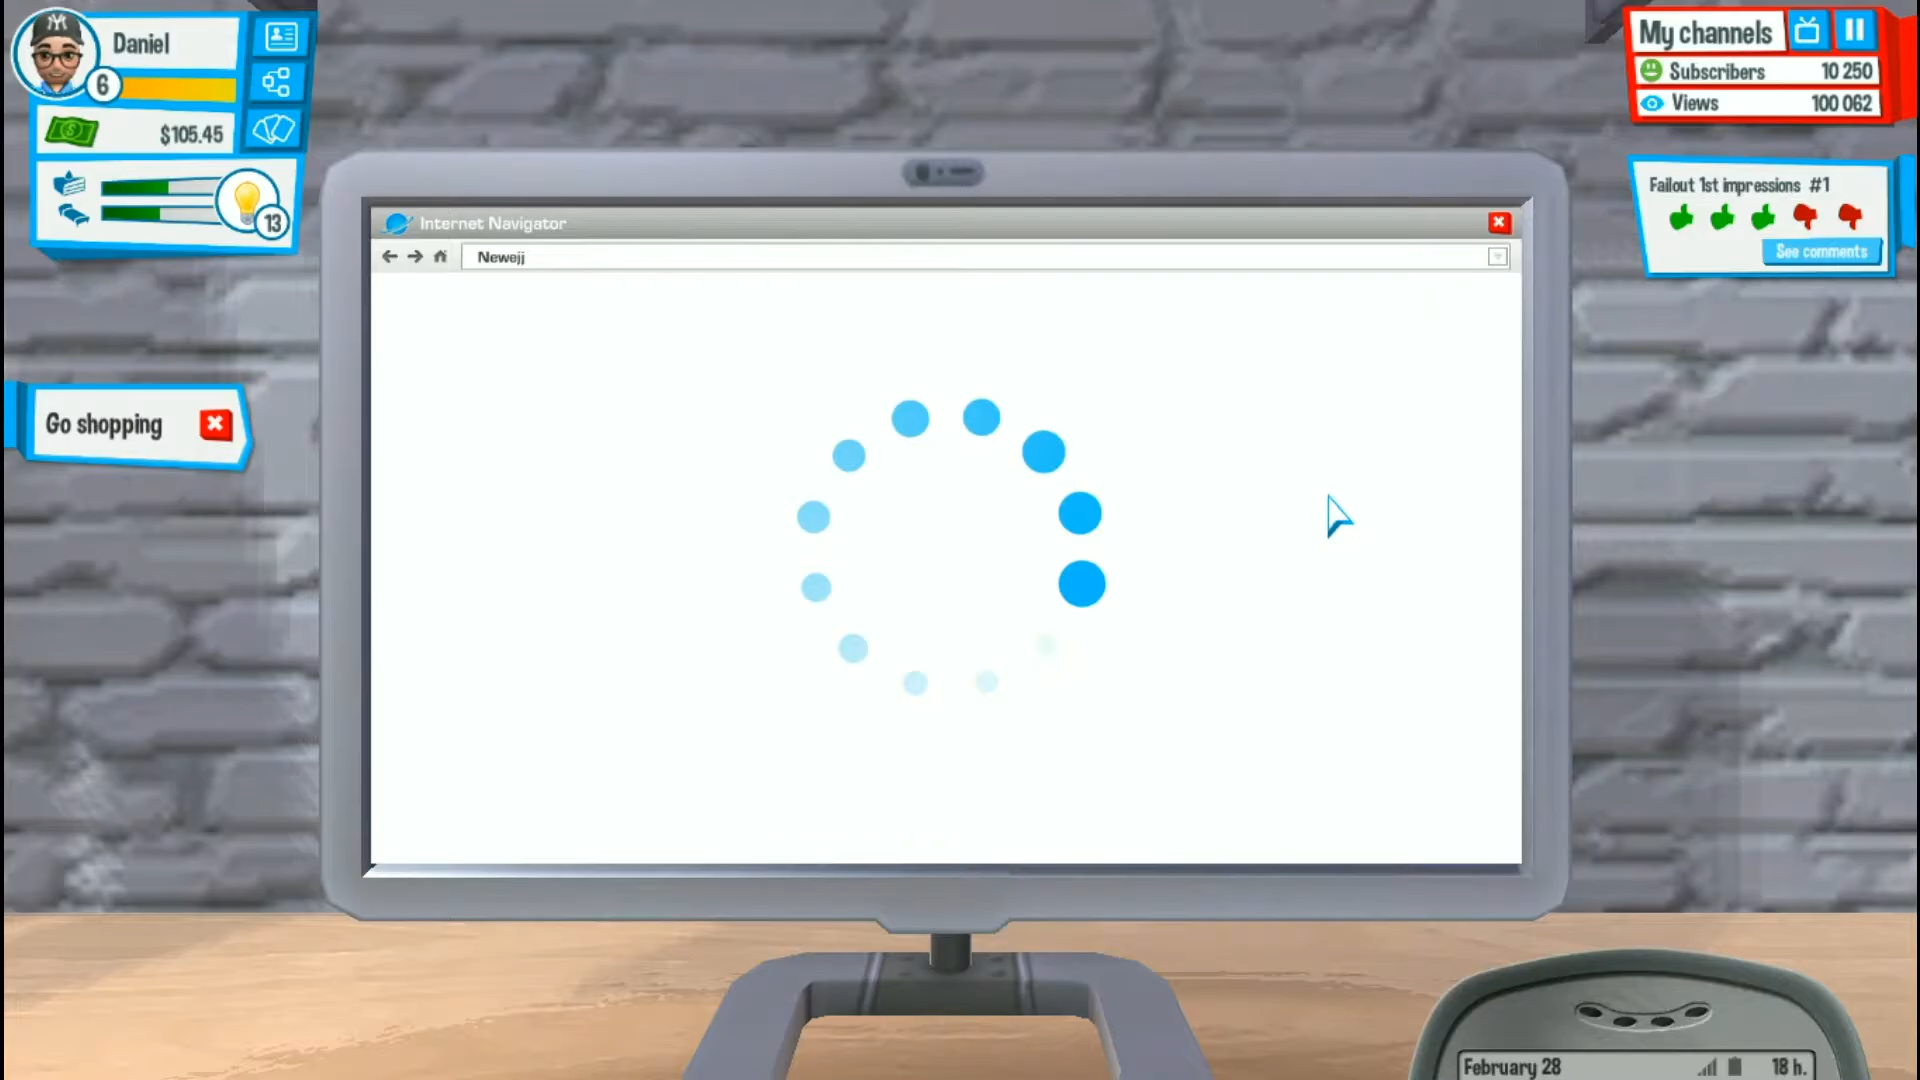 Daniel
6
$105.45
13
Go shopping
Internet Navigator
Newejj
My channels
Subscribers 10 250
Views 100 062
Failout 1st impressions #1
See comments
February 28 18 h.